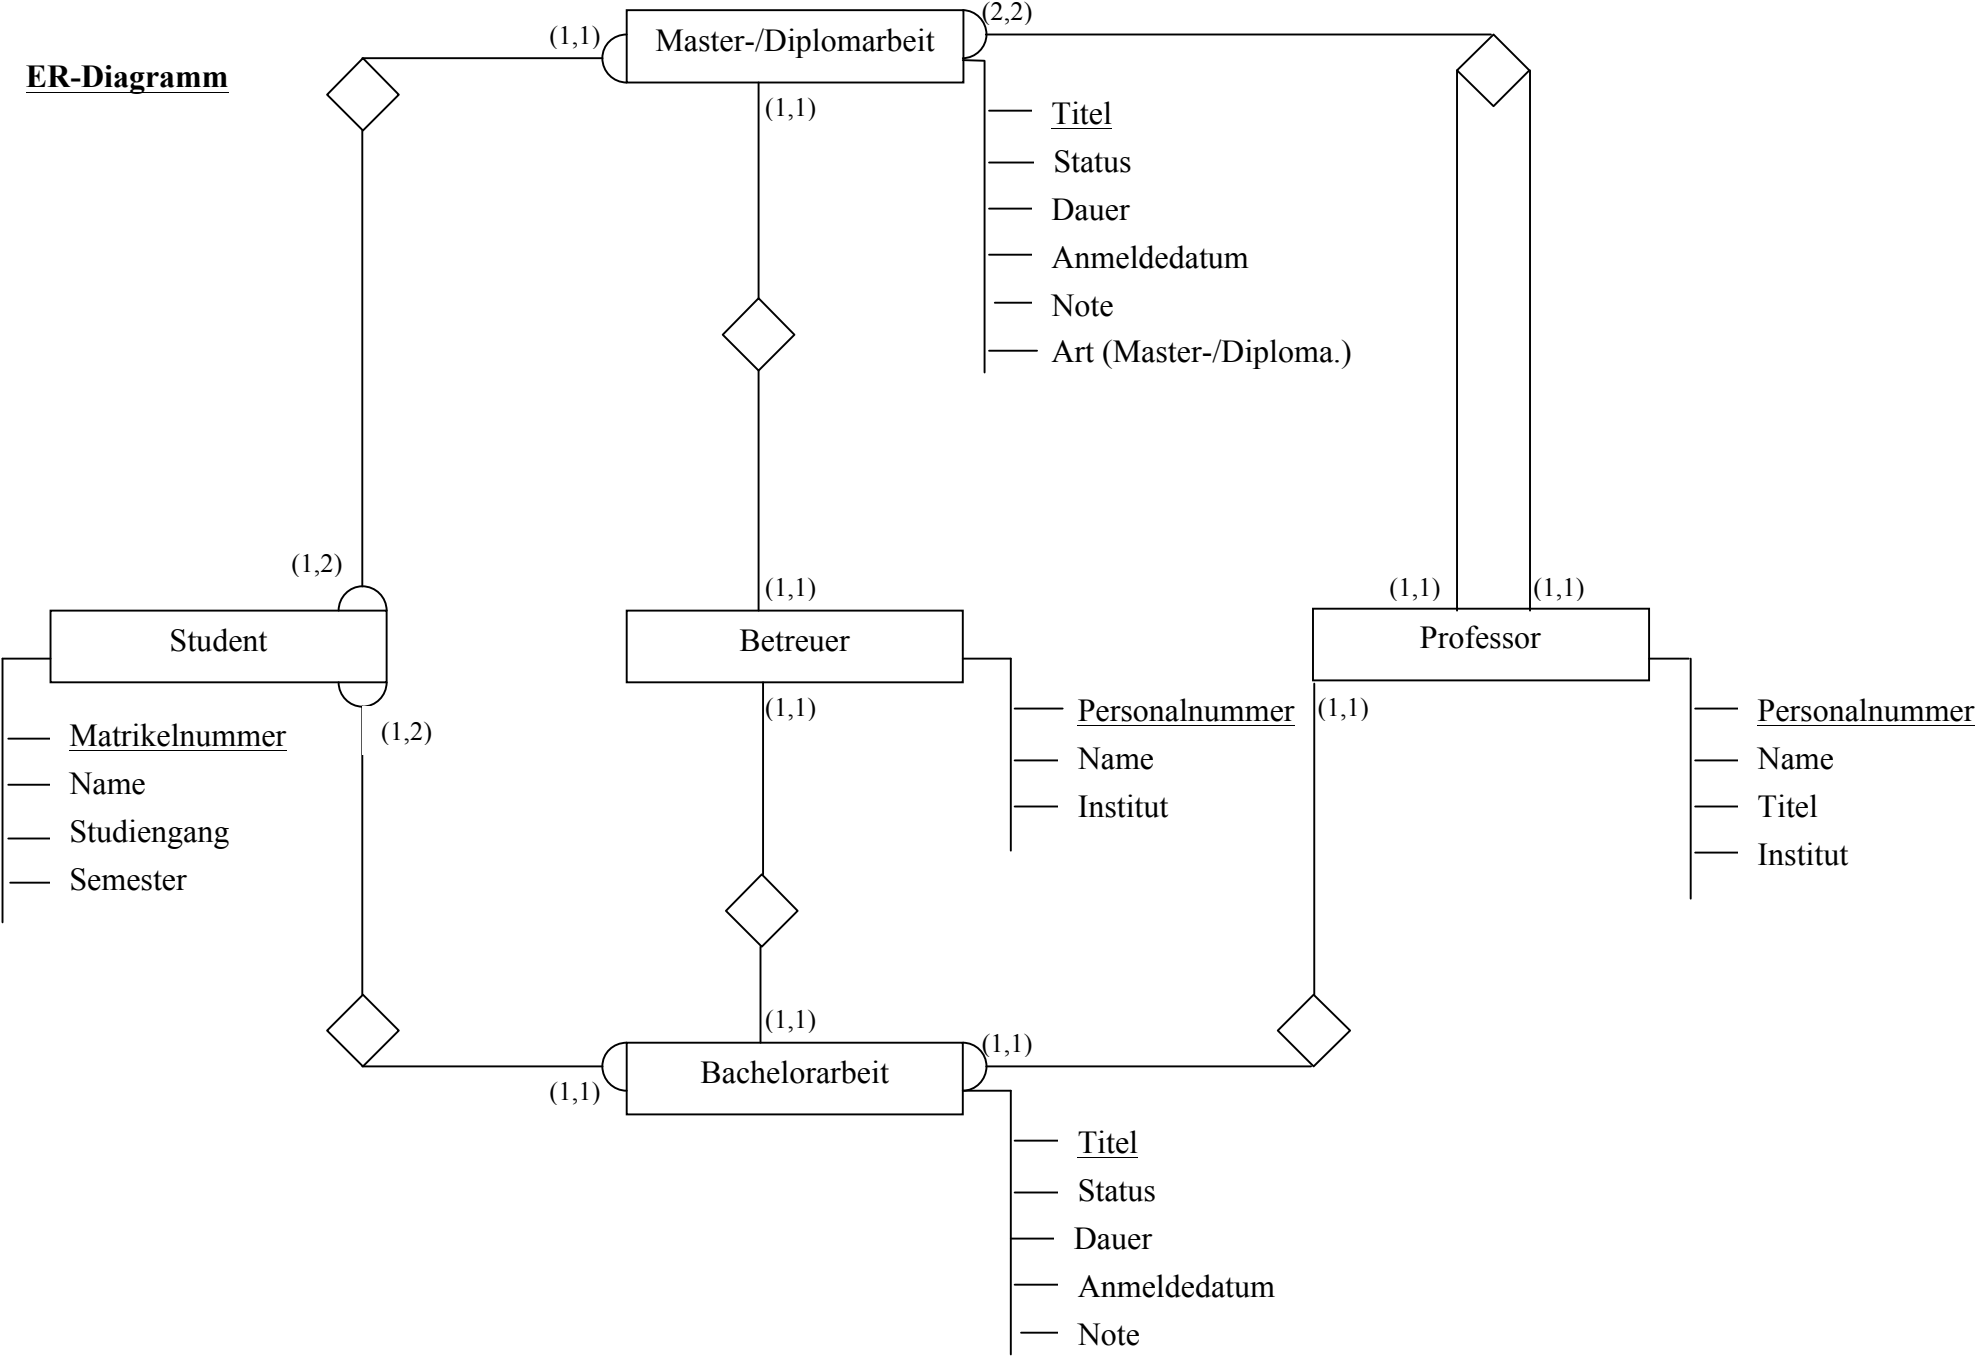 ER-Diagramm
(1,1)
Master-/Diplomarbeit
(2,2)
(1,1)
Titel
Status
Dauer
Anmeldedatum
Note
Art (Master-/Diploma.)
(1,2)
Student
(1,2)
Matrikelnummer
Name
Studiengang
Semester
(1,1)
Betreuer
(1,1)
Personalnummer
Name
Institut
(1,1)
(1,1)
Professor
(1,1)
Personalnummer
Name
Titel
Institut
(1,1)
(1,1)
Bachelorarbeit
(1,1)
Titel
Status
Dauer
Anmeldedatum
Note